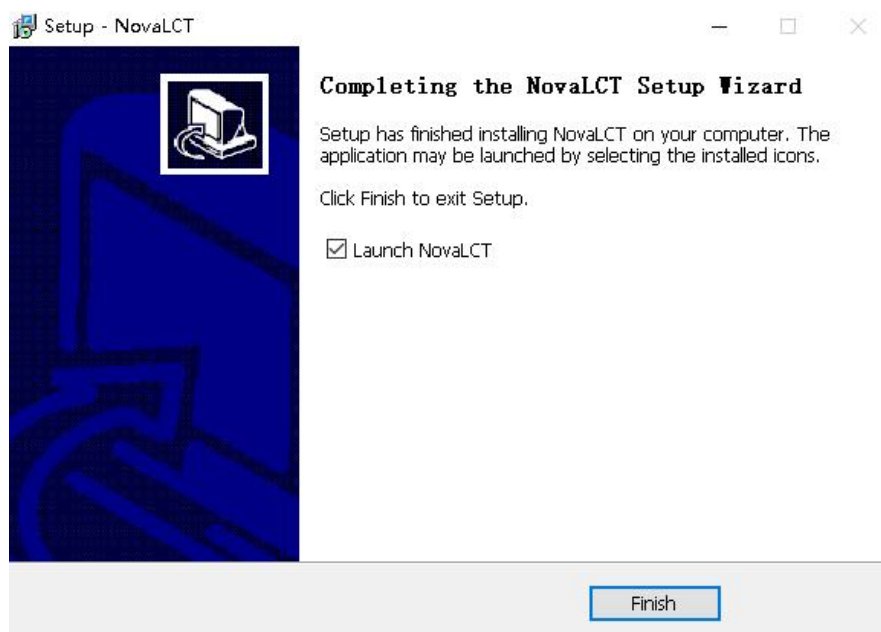 Setup - NovaLCT
Completing the NovaLCT Setup Wizard
Setup has finished installing NovaLCT on your computer. The
application may be launched by selecting the installed icons.
Click Finish to exit Setup.
Launch NovaLCT
Finish